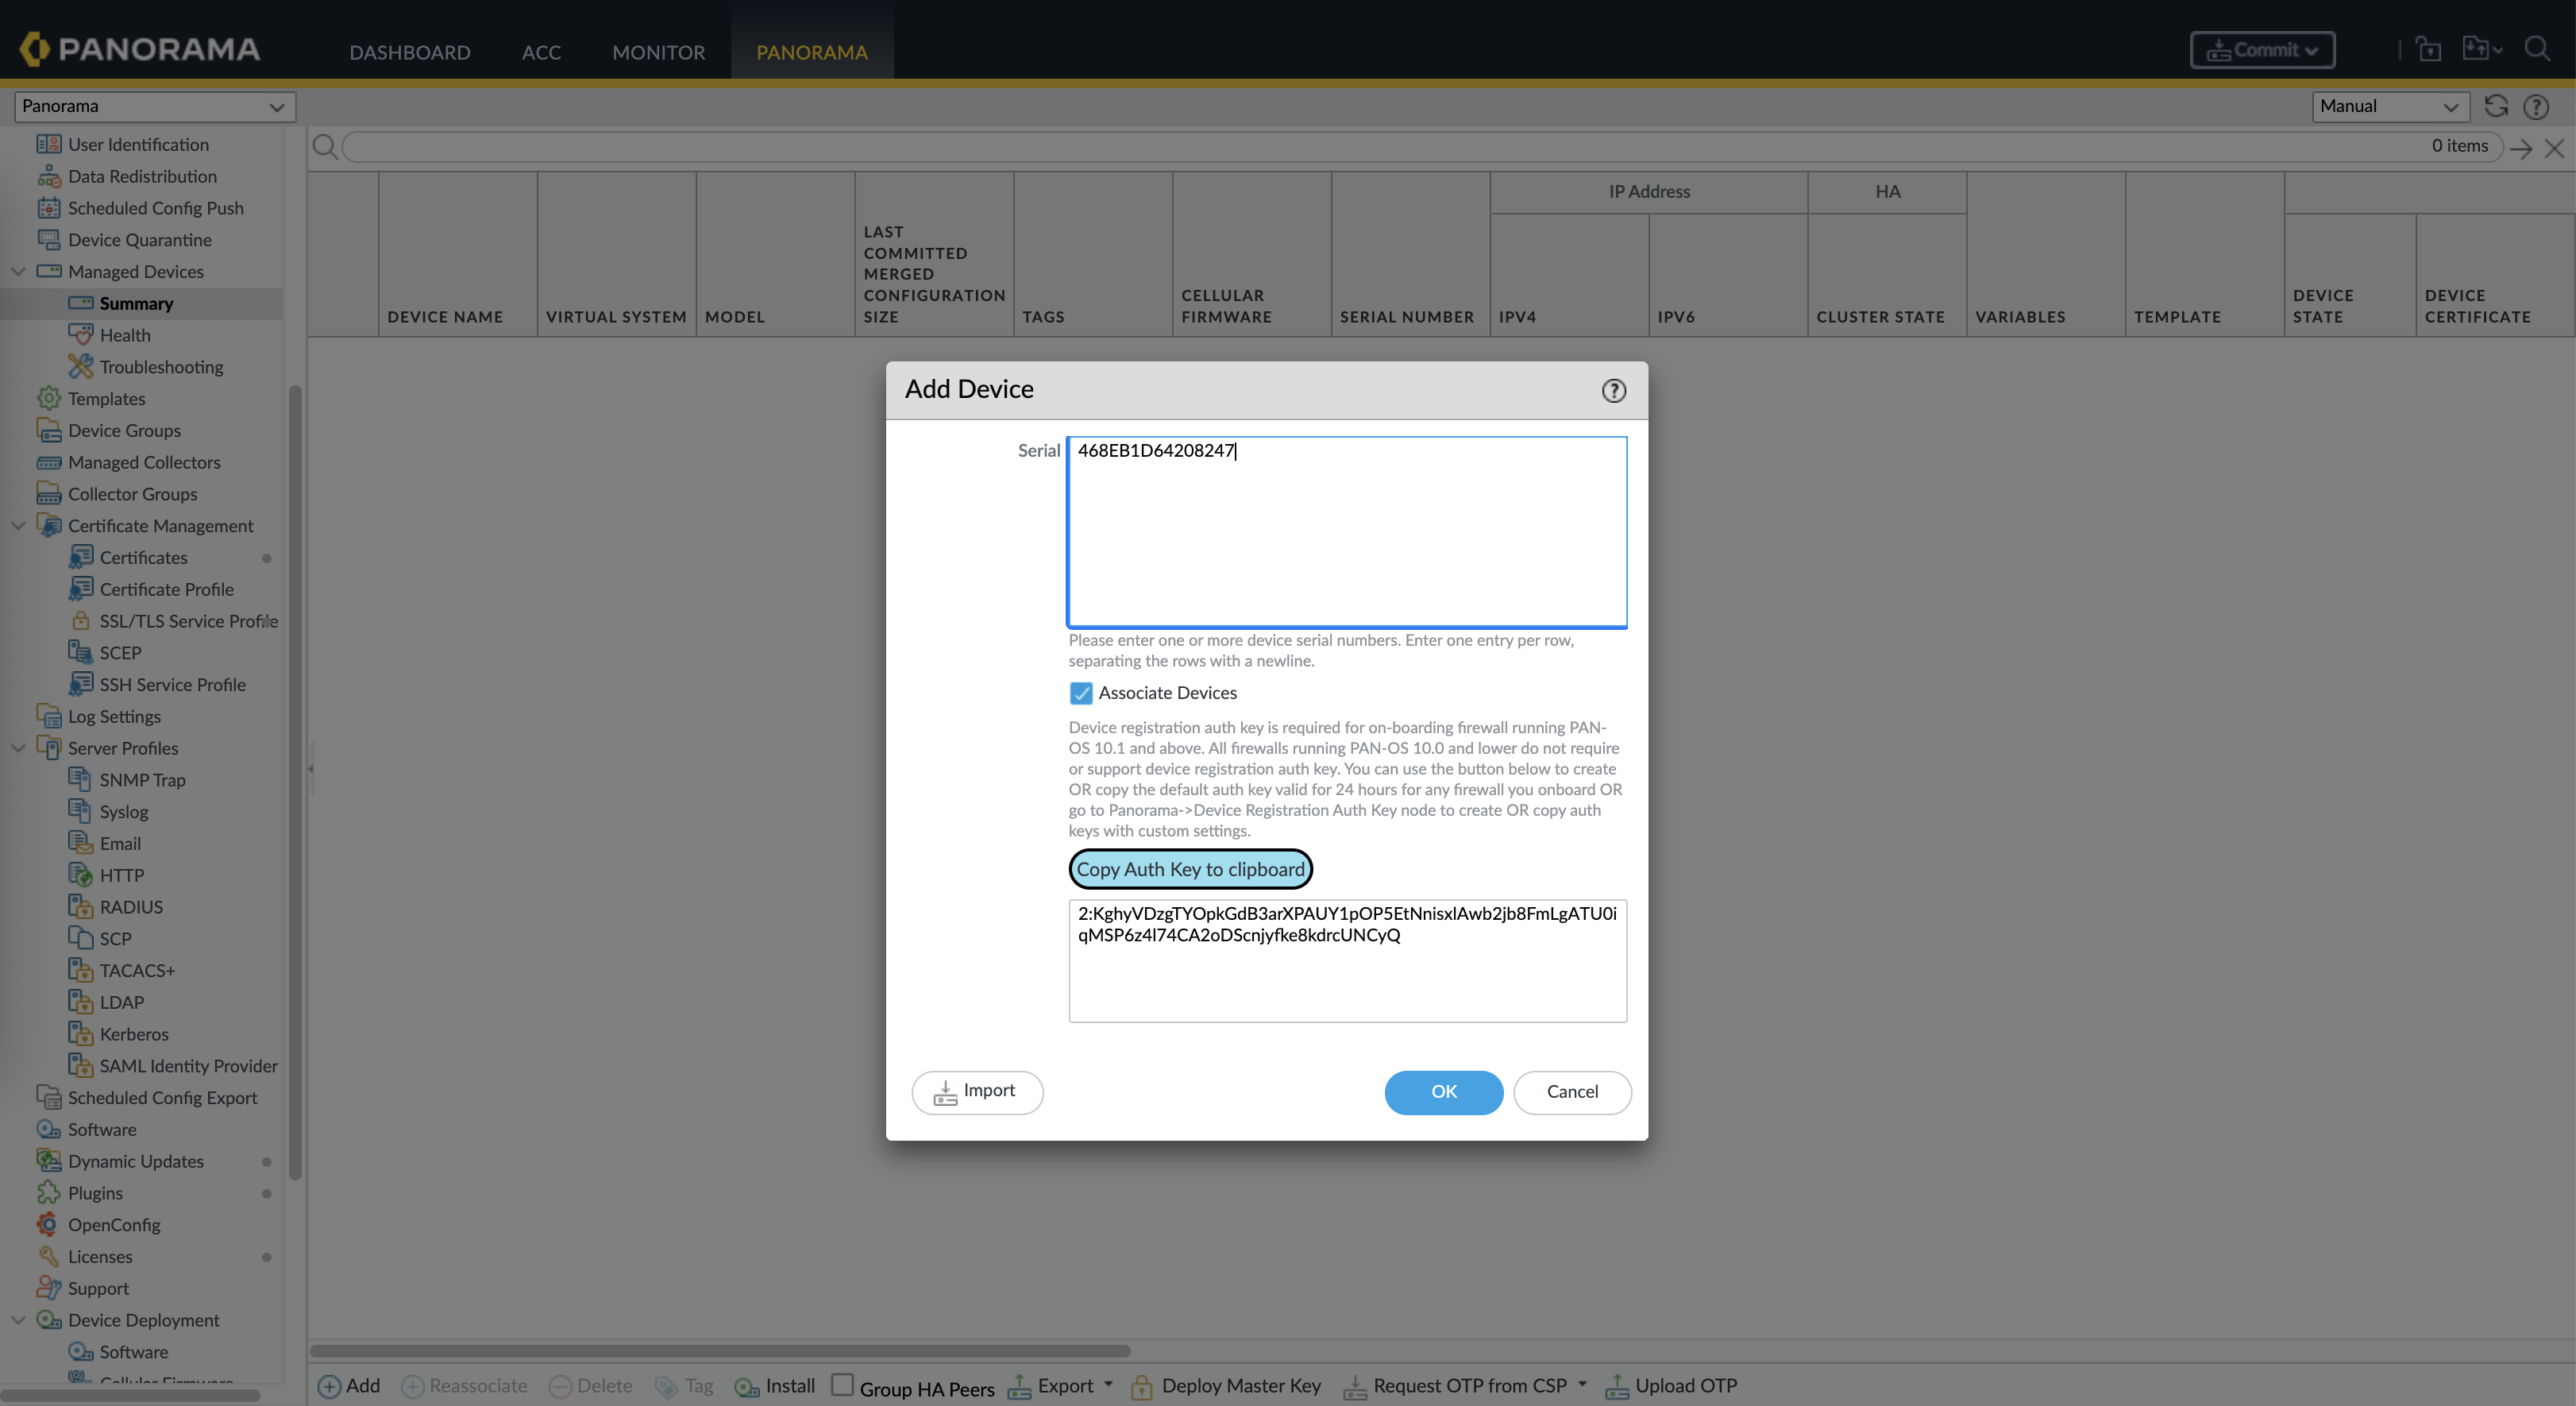 PANORAMA
DASHBOARD
ACC
MONITOR
PANORAMA
Commit
Panorama
Manual
User Identification
Data Redistribution
Scheduled Config Push
Device Quarantine
Managed Devices
Summary
Health
Troubleshooting
Templates
Device Groups
Managed Collectors
Collector Groups
Certificate Management
Certificates
Certificate Profile
SSL/TLS Service Profile
SCEP
SSH Service Profile
Log Settings
Server Profiles
SNMP Trap
Syslog
Email
HTTP
RADIUS
SCP
TACACS+
LDAP
Kerberos
SAML Identity Provider
Scheduled Config Export
Software
Dynamic Updates
Plugins
OpenConfig
Licenses
Support
Device Deployment
Software
Cellular Firmware
0 items
DEVICE NAME
VIRTUAL SYSTEM
MODEL
LAST
COMMITTED
MERGED
CONFIGURATION
SIZE
TAGS
CELLULAR
FIRMWARE
SERIAL NUMBER
IP Address
IPV4
IPV6
HA
CLUSTER STATE
VARIABLES
TEMPLATE
DEVICE
STATE
DEVICE
CERTIFICATE
Add Device
Serial
468EB1D64208247
Please enter one or more device serial numbers. Enter one entry per row,
separating the rows with a newline.
Associate Devices
Device registration auth key is required for on-boarding firewall running PAN-
OS 10.1 and above. All firewalls running PAN-OS 10.0 and lower do not require
or support device registration auth key. You can use the button below to create
OR copy the default auth key valid for 24 hours for any firewall you onboard OR
go to Panorama->Device Registration Auth Key node to create OR copy auth
keys with custom settings.
Copy Auth Key to clipboard
2:KghyVDzgTYOpkGdB3arXPAUY1pOP5EtNnisxlAwb2jb8FmLgATU0i
qMSP6z4l74CA2oDScnjyfke8kdrcUNCyQ
Import
OK
Cancel
Add
Reassociate
Delete
Tag
Install
Group HA Peers
Export
Deploy Master Key
Request OTP from CSP
Upload OTP